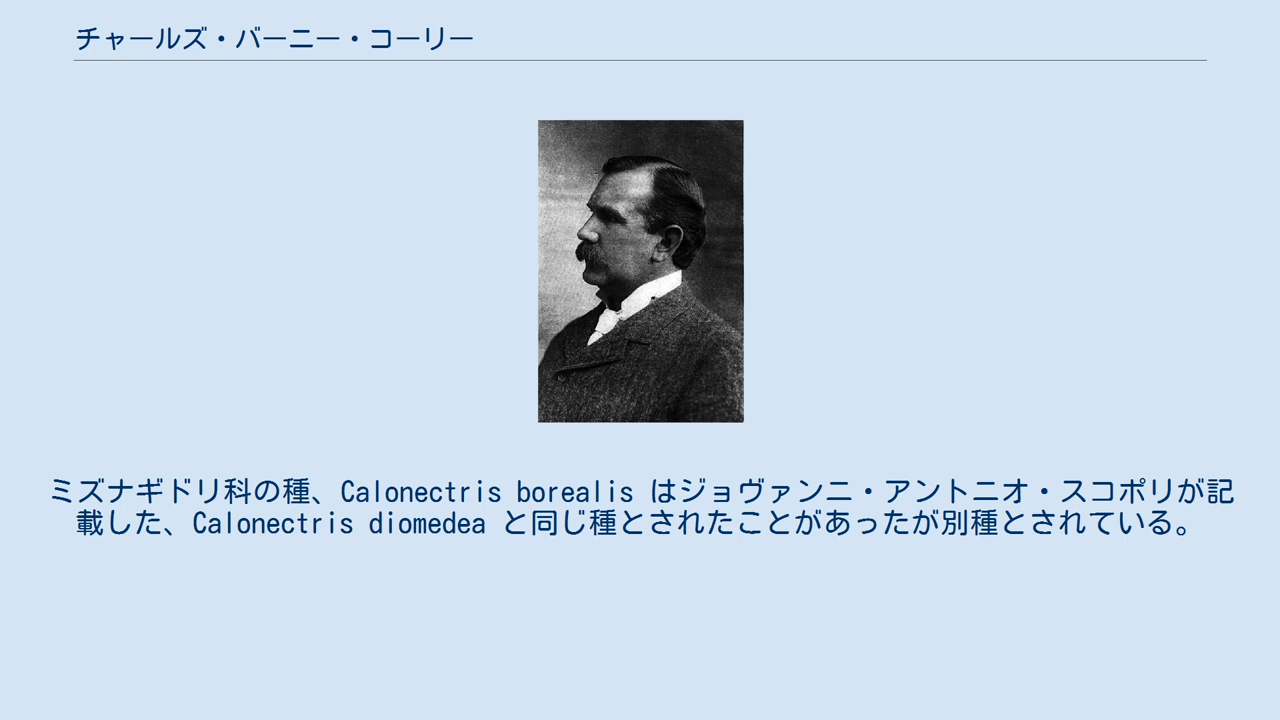 チャールズ・バーニー・コーリー
ミズナギドリ科の種、Calonectris borealis はジョヴァンニ・アントニオ・スコポリが記
載した、Calonectris diomedea と同じ種とされたことがあったが別種とされている。